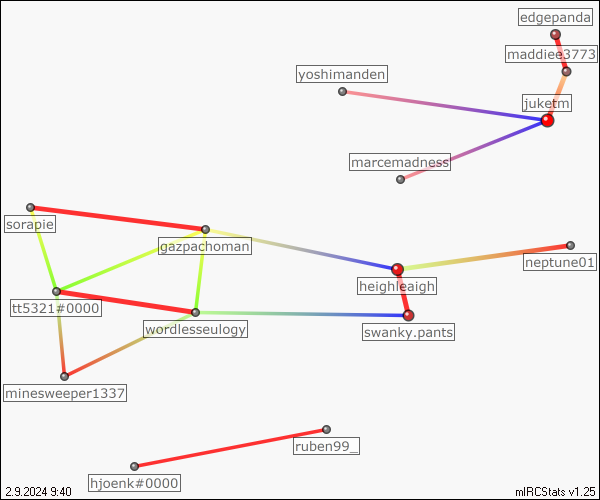 edgepanda
maddiee3773
yoshimanden
juketm
marcemadness
sorapie
gazpachoman
neptune01
heighleaigh
tt5321#0000
wordlesseulogy
swanky.pants
minesweeper1337
ruben99_
hjoenk#0000
2.9.2024 9:40
mIRCStats v1.25